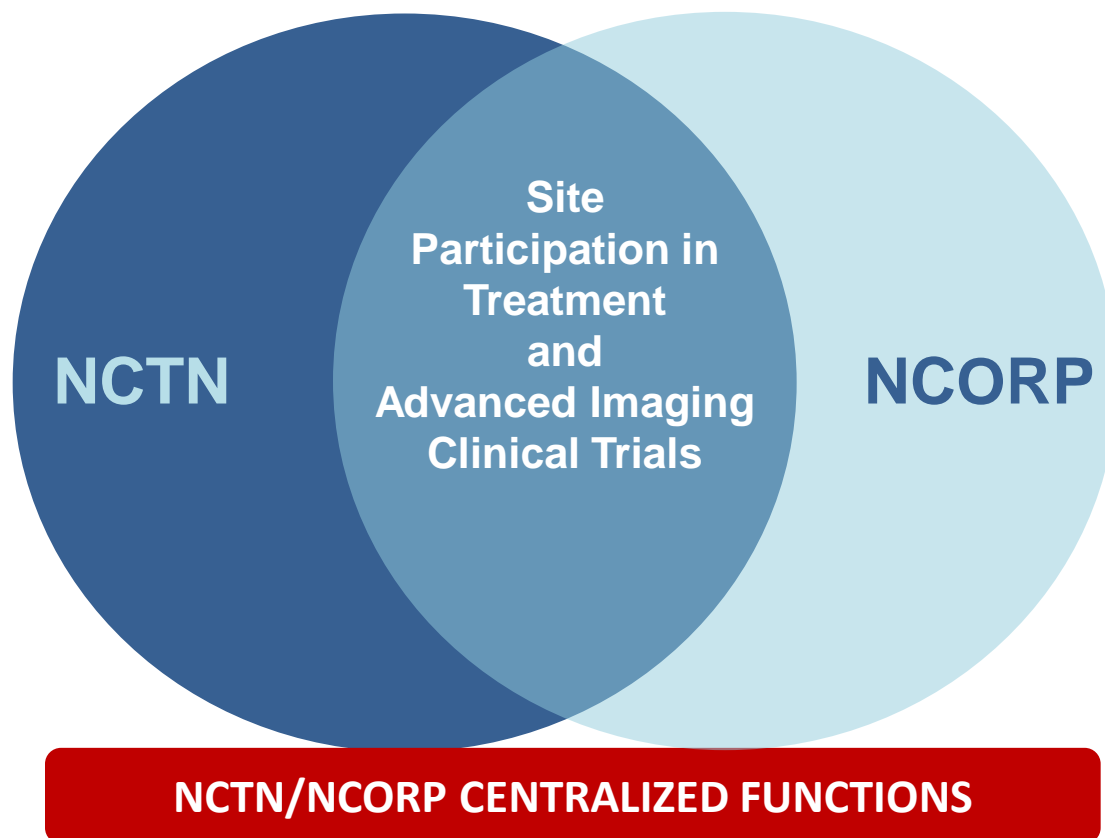 NCTN
Site
Participation in
Treatment
and
Advanced Imaging
Clinical Trials
NCORP
NCTN/NCORP CENTRALIZED FUNCTIONS